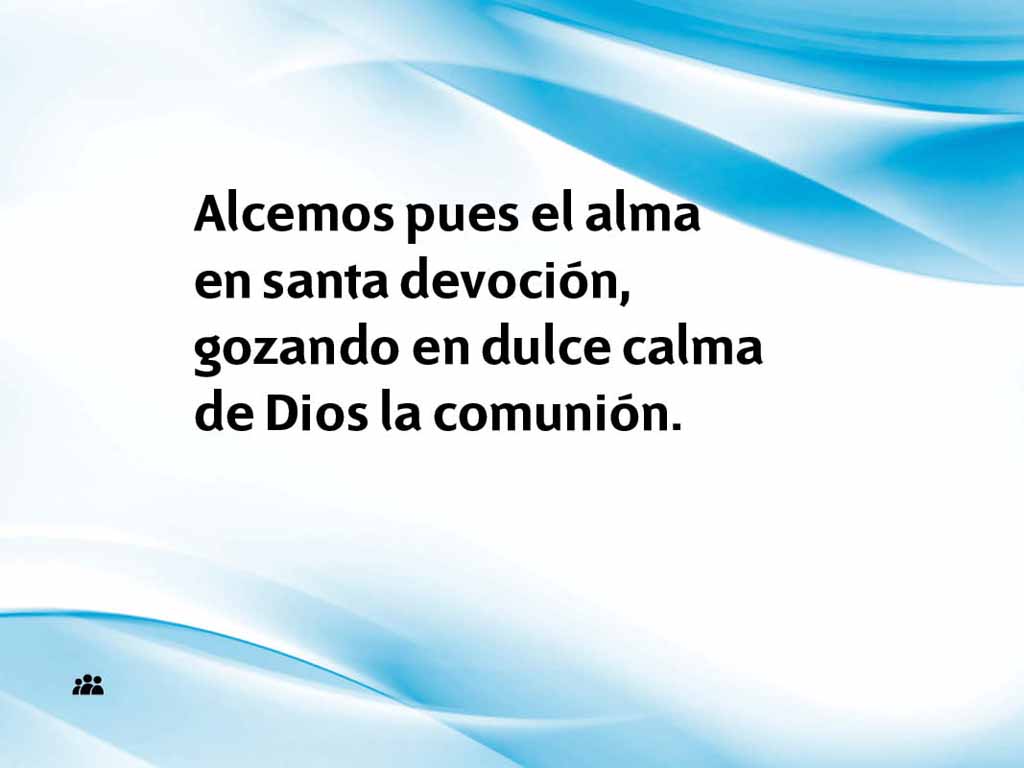 Alcemos pues el alma
en santa devoción,
gozando en dulce calma
de Dios la comunión.